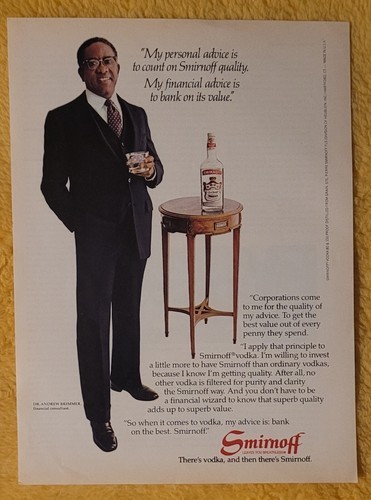 "My personal advice is
to count on Smirnoff quality.
My financial advice is
to bank on its value."
"Corporations come
to me for the quality of
my advice. To get the
best value out of every
penny they spend.
"I apply that principle to
Smirnoff® vodka. I'm willing to invest
a little more to have Smirnoff than ordinary vodkas,
because I know I'm getting quality. After all, no
other vodka is filtered for purity and clarity
the Smirnoff way. And you don't have to be
a financial wizard to know that superb quality
adds up to superb value.
"So when it comes to vodka, my advice is: bank
on the best. Smirnoff."
DR. ANDREW BRIMMER,
financial consultant.
Smirnoff
There's vodka, and then there's Smirnoff.